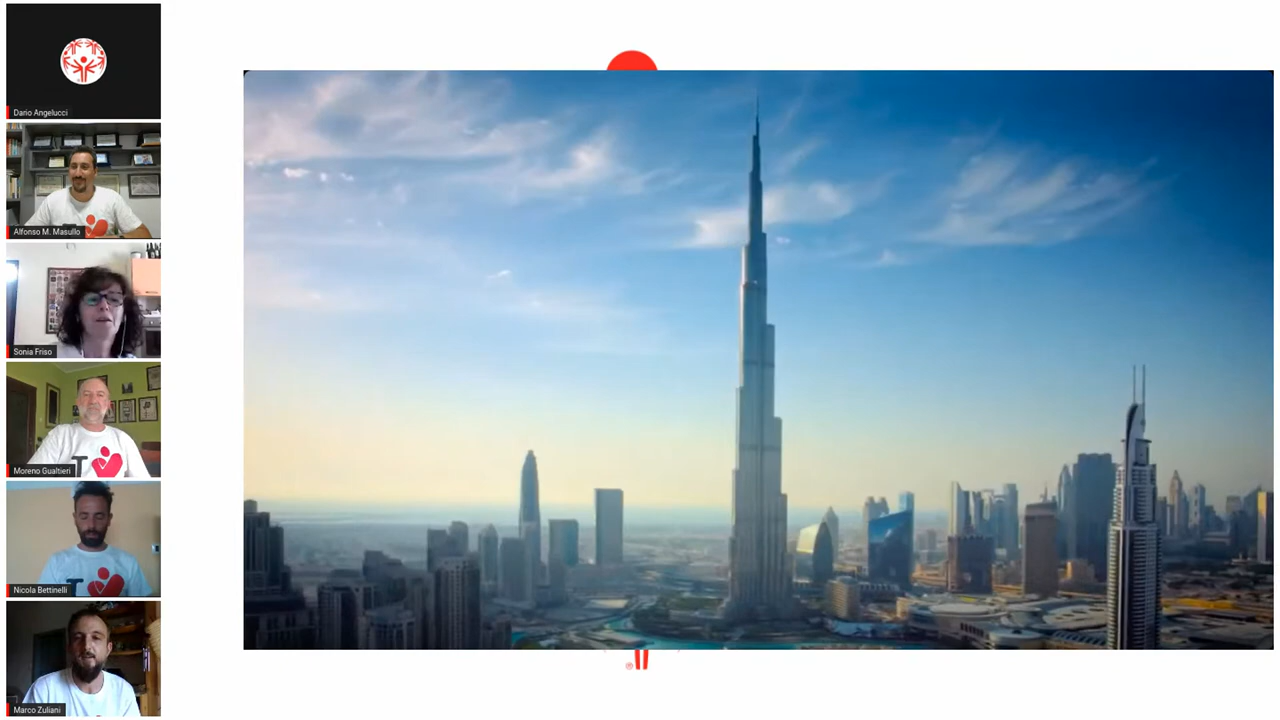 Dario Angelucci
Alfonso M. Masullo
Sonia Friso
Moreno Gualtieri
Nicola Bettinelli
Marco Zuliani
®